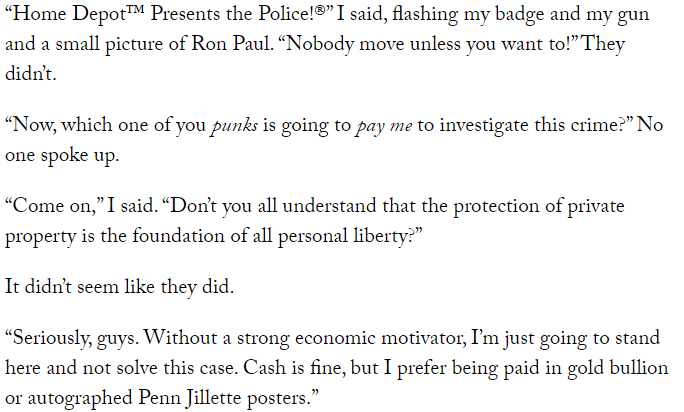 “Home Depot™ Presents the Police!®” I said, flashing my badge and my gun
and a small picture of Ron Paul. “Nobody move unless you want to!” They
didn’t.
“Now, which one of you punks is going to pay me to investigate this crime?” No
one spoke up.
“Come on,” I said. “Don’t you all understand that the protection of private
property is the foundation of all personal liberty?”
It didn’t seem like they did.
“Seriously, guys. Without a strong economic motivator, I’m just going to stand
here and not solve this case. Cash is fine, but I prefer being paid in gold bullion
or autographed Penn Jillette posters.”